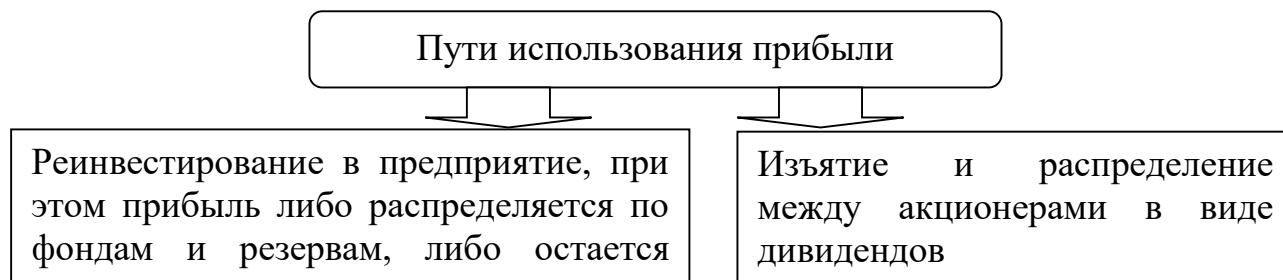 Пути использования прибыли
Реинвестирование в предприятие, при
этом прибыль либо распределяется по
фондам и резервам, либо остается
Изъятие и распределение
между акционерами в виде
дивидендов